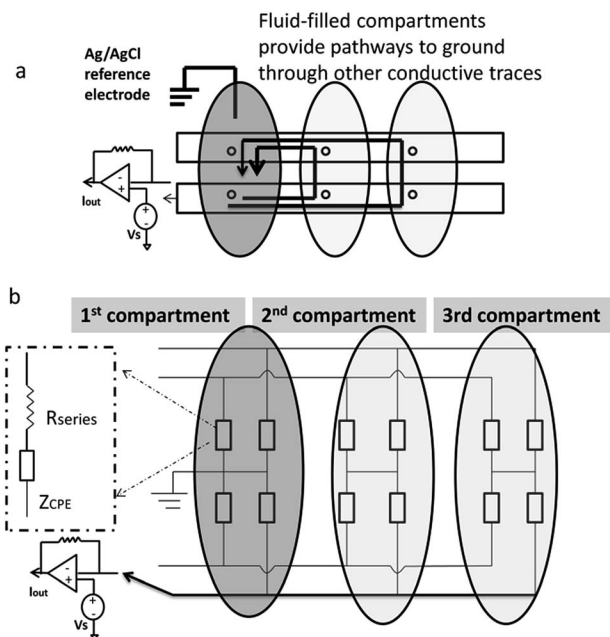 a
Ag/AgCl
reference
electrode
Fluid-filled compartments
provide pathways to ground
through other conductive traces
-
+
Iout
+
-
Vs
b
1st compartment
2nd compartment
3rd compartment
Rseries
ZCPE
-
+
Iout
+
-
Vs